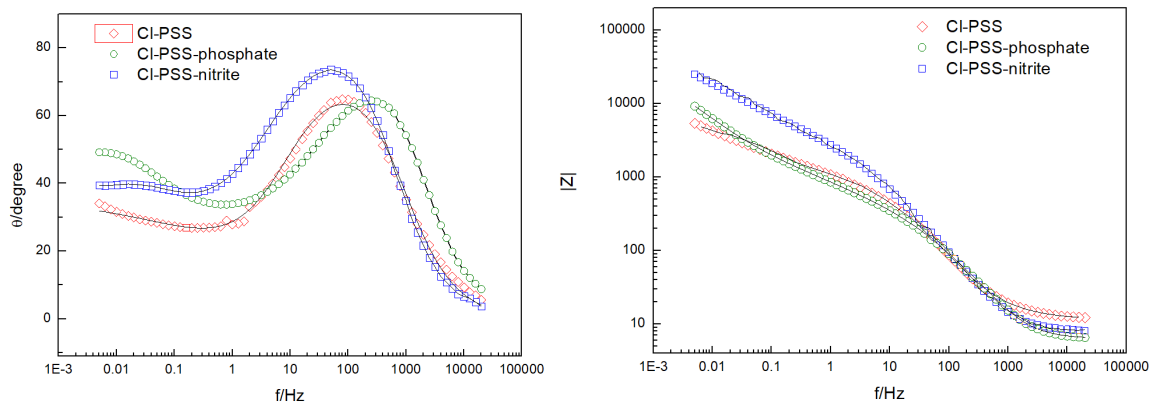 Cl-PSS
Cl-PSS-phosphate
Cl-PSS-nitrite
80
60
40
20
0
θ/degree
1E-3 0.01 0.1 1 10 100 1000 10000 100000
f/Hz
Cl-PSS
Cl-PSS-phosphate
Cl-PSS-nitrite
100000
10000
1000
100
10
|Z|
1E-3 0.01 0.1 1 10 100 1000 10000 100000
f/Hz